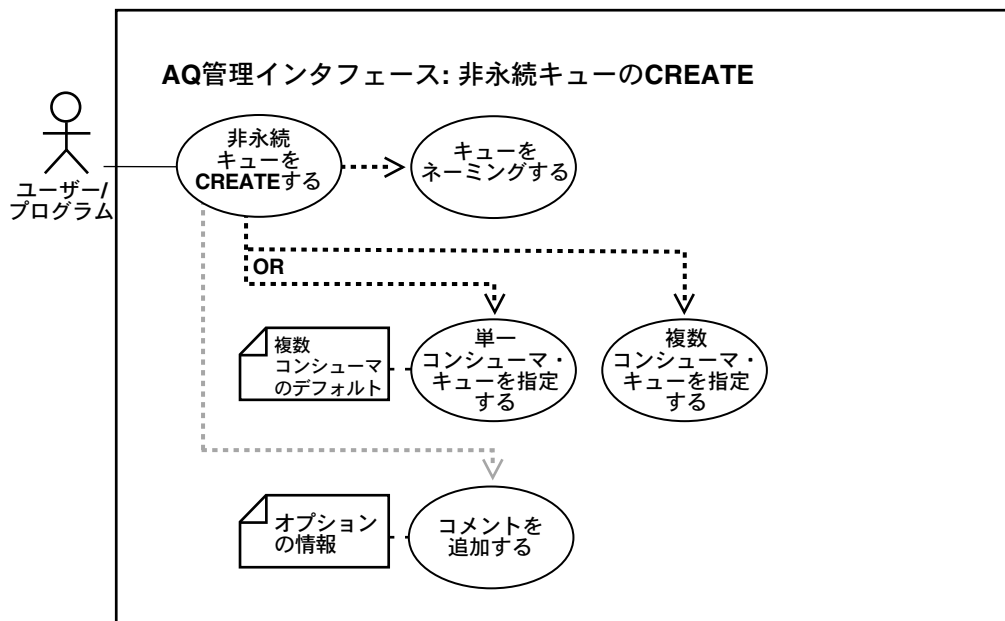 AQ管理インタフェース: 非永続キューのCREATE
ユーザー/
プログラム
非永続
キューを
CREATEする
キューを
ネーミングする
OR
複数
コンシューマ
のデフォルト
単一
コンシューマ・
キューを指定
する
複数
コンシューマ・
キューを指定
する
オプション
の情報
コメントを
追加する